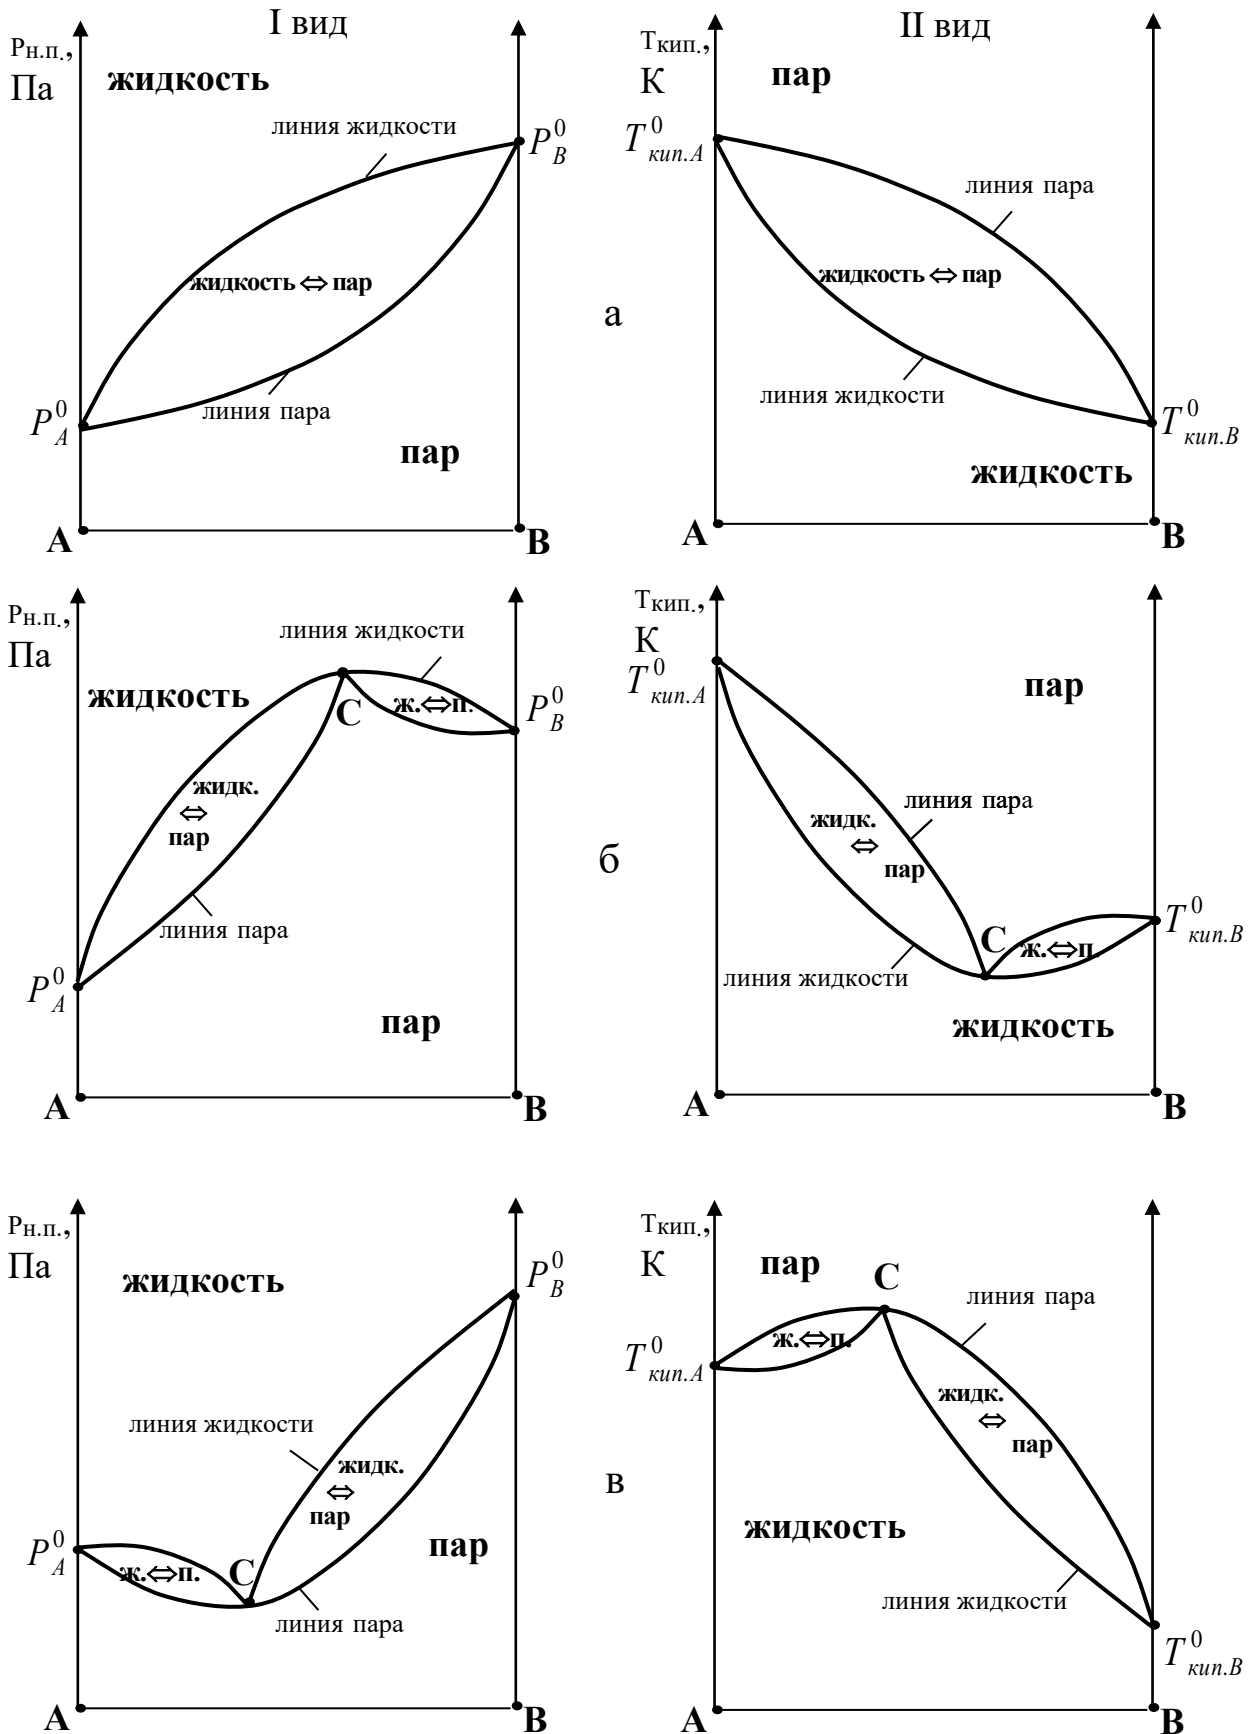 I вид
II вид
Pн.п.,
Па
жидкость
линия жидкости
P⁰B
жидкость ⇔ пар
линия пара
P⁰A
пар
А
В
Ткип.,
К
пар
T⁰кип.А
линия пара
жидкость ⇔ пар
линия жидкости
T⁰кип.В
жидкость
А
В
а
Pн.п.,
Па
линия жидкости
жидкость
С
ж.⇔п.
P⁰B
жидк.
⇔
пар
линия пара
P⁰A
пар
А
В
Ткип.,
К
T⁰кип.А
пар
линия пара
жидк.
⇔
пар
С
ж.⇔п.
T⁰кип.В
линия жидкости
жидкость
А
В
б
Pн.п.,
Па
жидкость
P⁰B
линия жидкости
жидк.
⇔
пар
P⁰A
ж.⇔п.
С
пар
линия пара
А
В
Ткип.,
К
пар
С
линия пара
ж.⇔п.
T⁰кип.А
жидк.
⇔
пар
жидкость
линия жидкости
T⁰кип.В
А
В
в